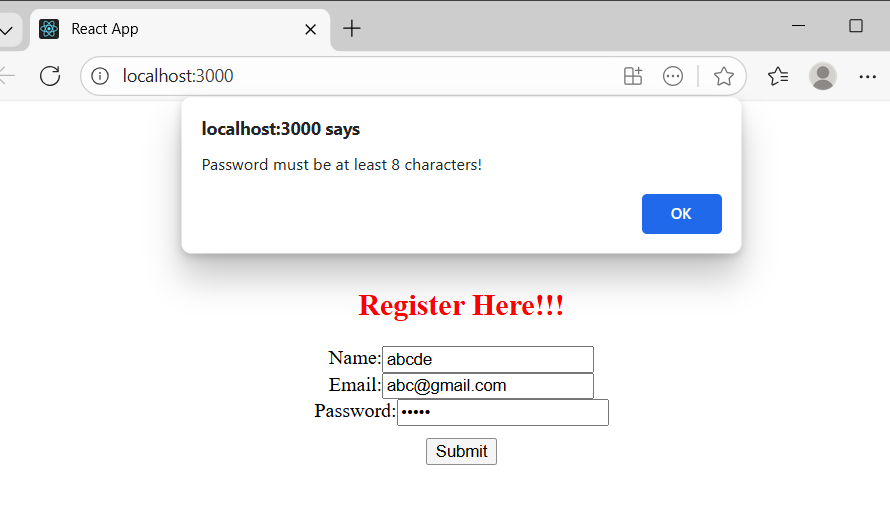 React App
localhost:3000
localhost:3000 says
Password must be at least 8 characters!
OK
Register Here!!!
Name:abcde
Email:abc@gmail.com
Password:•••••
Submit